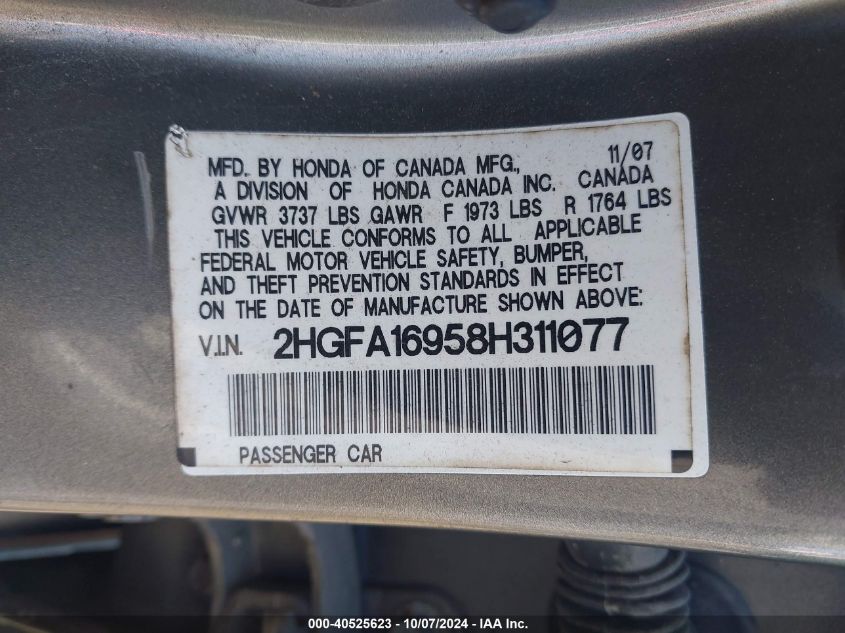 11/07
MFD. BY HONDA OF CANADA MFG.,
A DIVISION OF HONDA CANADA INC. CANADA
GVWR 3737 LBS GAWR F 1973 LBS R 1764 LBS
THIS VEHICLE CONFORMS TO ALL APPLICABLE
FEDERAL MOTOR VEHICLE SAFETY, BUMPER,
AND THEFT PREVENTION STANDARDS IN EFFECT
ON THE DATE OF MANUFACTURE SHOWN ABOVE:
V.I.N. 2HGFA16958H311077
PASSENGER CAR
000-40525623 - 10/07/2024 - Copyright © IAA, Inc.